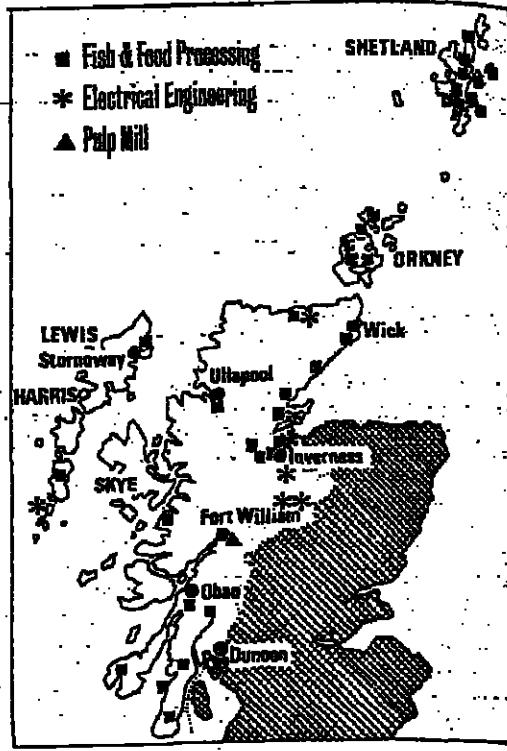 Fish & Food Processing
Electrical Engineering
Pulp Mill
SHETLAND
ORKNEY
Wick
LEWIS
Stornoway
Ullapool
HARRIS
Inverness
SKYE
Fort William
Oban
Dunoon